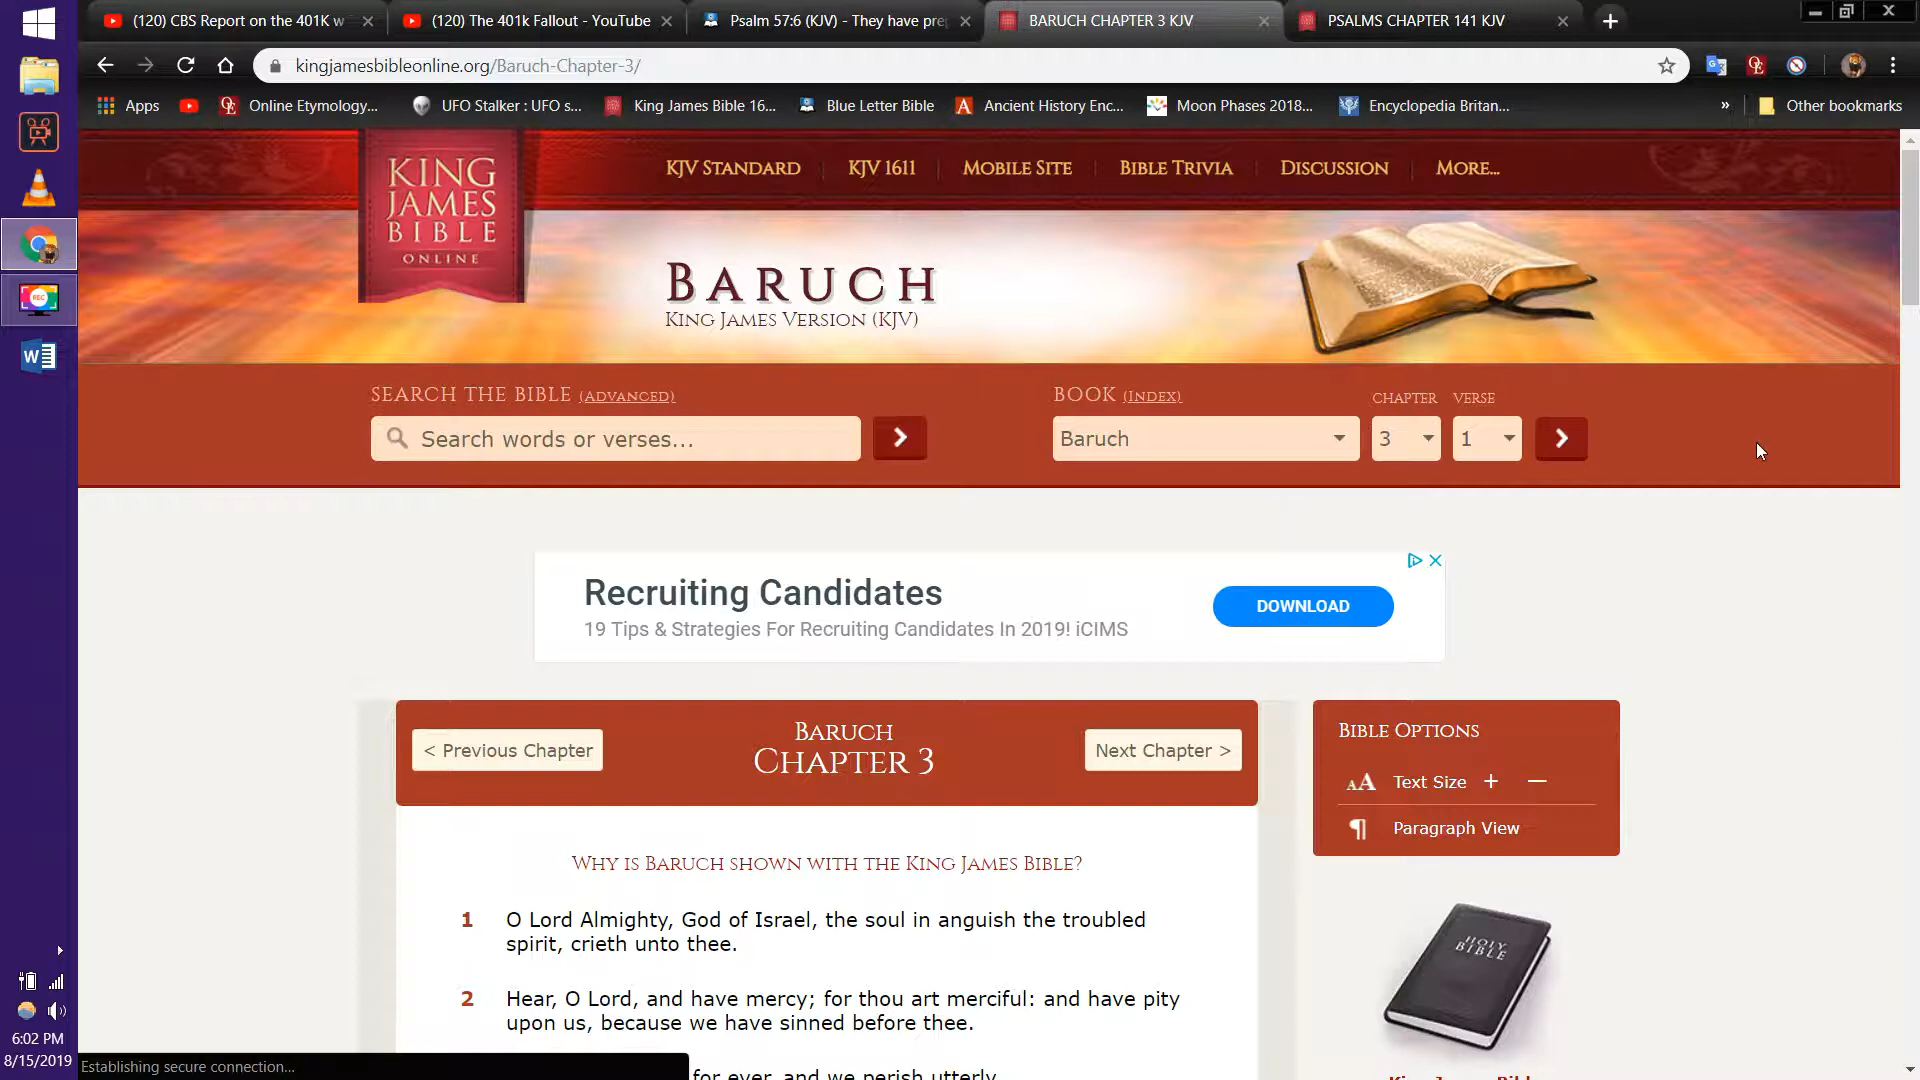 (120) CBS Report on the 401K w
(120) The 401k Fallout - YouTube
Psalm 57:6 (KJV) - They have prep
BARUCH CHAPTER 3 KJV
PSALMS CHAPTER 141 KJV
kingjamesbibleonline.org/Baruch-Chapter-3/
Apps
Online Etymology...
UFO Stalker : UFO s...
King James Bible 16...
Blue Letter Bible
Ancient History Enc...
Moon Phases 2018...
Encyclopedia Britan...
»
Other bookmarks
KING
JAMES
BIBLE
ONLINE
KJV STANDARD
KJV 1611
MOBILE SITE
BIBLE TRIVIA
DISCUSSION
MORE...
BARUCH
KING JAMES VERSION (KJV)
SEARCH THE BIBLE (ADVANCED)
Search words or verses...
BOOK (INDEX)
CHAPTER
VERSE
Baruch
3
1
Recruiting Candidates
19 Tips & Strategies For Recruiting Candidates In 2019! iCIMS
DOWNLOAD
< Previous Chapter
BARUCH
CHAPTER 3
Next Chapter >
BIBLE OPTIONS
AA Text Size + —
¶ Paragraph View
WHY IS BARUCH SHOWN WITH THE KING JAMES BIBLE?
1 O Lord Almighty, God of Israel, the soul in anguish the troubled
spirit, crieth unto thee.
2 Hear, O Lord, and have mercy; for thou art merciful: and have pity
upon us, because we have sinned before thee.
for ever, and we perish utterly.
HOLY
BIBLE
King James Bible
REC
W
6:02 PM
8/15/2019
Establishing secure connection...